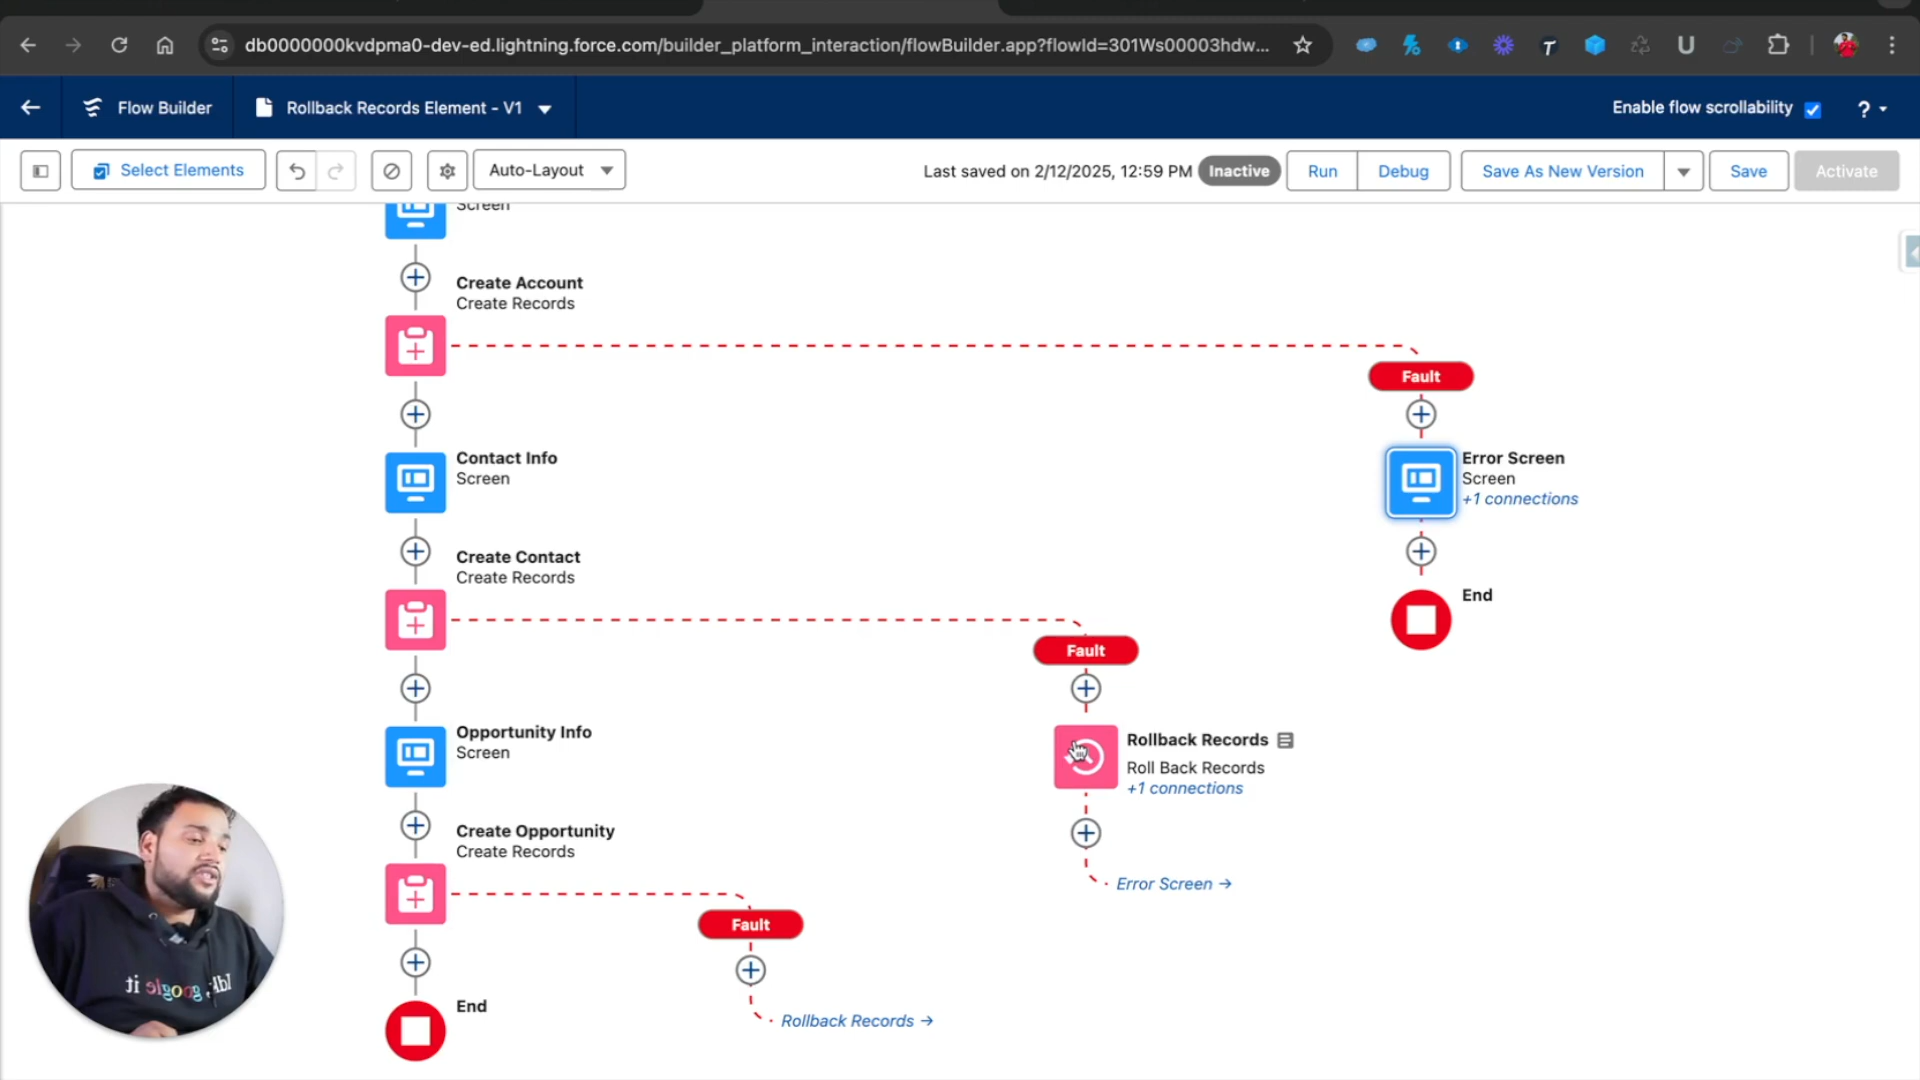 db0000000kvdpma0-dev-ed.lightning.force.com/builder_platform_interaction/flowBuilder.app?flowId=301Ws00003hdw...
Flow Builder
Rollback Records Element - V1
Enable flow scrollability
?
Select Elements
Auto-Layout
Last saved on 2/12/2025, 12:59 PM
Inactive
Run
Debug
Save As New Version
Save
Activate
Screen
Create Account
Create Records
Fault
Contact Info
Screen
Error Screen
Screen
+1 connections
Create Contact
Create Records
End
Fault
Opportunity Info
Screen
Rollback Records
Roll Back Records
+1 connections
Create Opportunity
Create Records
Error Screen →
Fault
End
Rollback Records →
Idk, google it